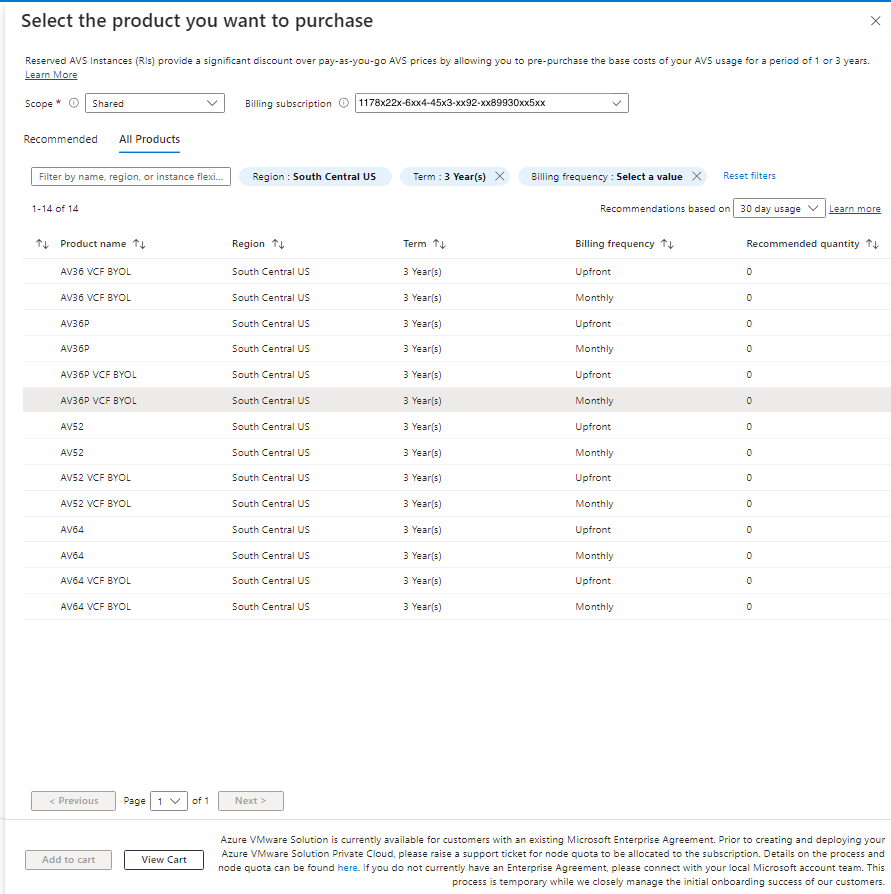 Select the product you want to purchase
Reserved AVS Instances (RIs) provide a significant discount over pay-as-you-go AVS prices by allowing you to pre-purchase the base costs of your AVS usage for a period of 1 or 3 years.
Learn More
Scope * Shared Billing subscription 1178x22x-6xx4-45x3-xx92-xx89930xx5xx
Recommended All Products
Filter by name, region, or instance flexi... Region : South Central US Term : 3 Year(s) Billing frequency : Select a value Reset filters
1-14 of 14 Recommendations based on 30 day usage Learn more
Product name Region Term Billing frequency Recommended quantity
AV36 VCF BYOL South Central US 3 Year(s) Upfront 0
AV36 VCF BYOL South Central US 3 Year(s) Monthly 0
AV36P South Central US 3 Year(s) Upfront 0
AV36P South Central US 3 Year(s) Monthly 0
AV36P VCF BYOL South Central US 3 Year(s) Upfront 0
AV36P VCF BYOL South Central US 3 Year(s) Monthly 0
AV52 South Central US 3 Year(s) Upfront 0
AV52 South Central US 3 Year(s) Monthly 0
AV52 VCF BYOL South Central US 3 Year(s) Upfront 0
AV52 VCF BYOL South Central US 3 Year(s) Monthly 0
AV64 South Central US 3 Year(s) Upfront 0
AV64 South Central US 3 Year(s) Monthly 0
AV64 VCF BYOL South Central US 3 Year(s) Upfront 0
AV64 VCF BYOL South Central US 3 Year(s) Monthly 0
< Previous Page 1 of 1 Next >
Add to cart View Cart
Azure VMware Solution is currently available for customers with an existing Microsoft Enterprise Agreement. Prior to creating and deploying your
Azure VMware Solution Private Cloud, please raise a support ticket for node quota to be allocated to the subscription. Details on the process and
node quota can be found here. If you do not currently have an Enterprise Agreement, please connect with your local Microsoft account team. This
process is temporary while we closely manage the initial onboarding success of our customers.